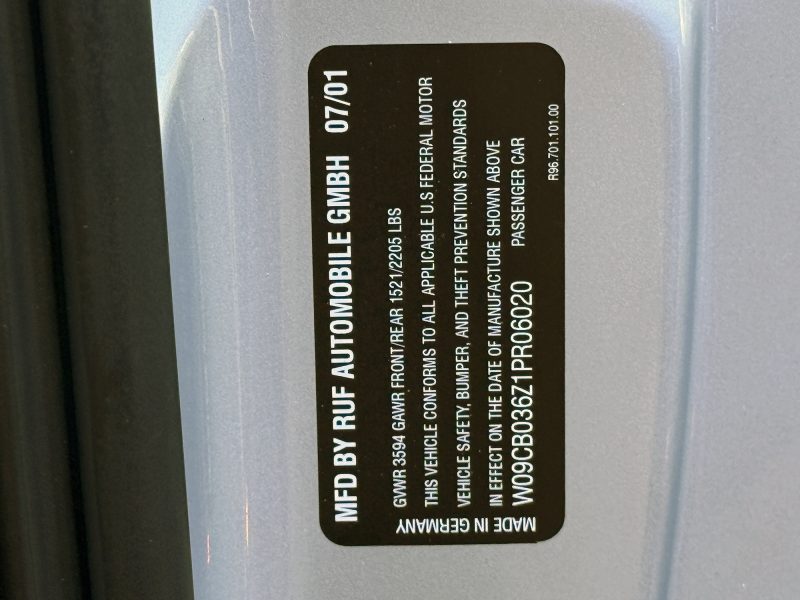 MFD BY RUF AUTOMOBILE GMBH 07/01
GVWR 3594 GAWR FRONT/REAR 1521/2205 LBS
THIS VEHICLE CONFORMS TO ALL APPLICABLE U.S FEDERAL MOTOR
VEHICLE SAFETY, BUMPER, AND THEFT PREVENTION STANDARDS
IN EFFECT ON THE DATE OF MANUFACTURE SHOWN ABOVE
W09CB036Z1PR06020 PASSENGER CAR
R96.701.101.00
MADE IN GERMANY